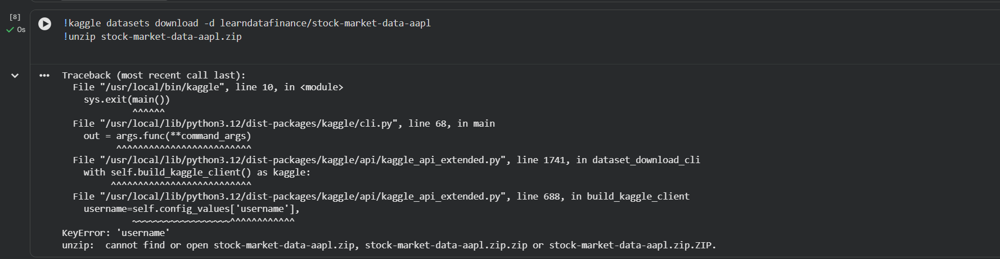 [8]
0s
!kaggle datasets download -d learndatafinance/stock-market-data-aapl
!unzip stock-market-data-aapl.zip
Traceback (most recent call last):
  File "/usr/local/bin/kaggle", line 10, in <module>
    sys.exit(main())
             ^^^^^^
  File "/usr/local/lib/python3.12/dist-packages/kaggle/cli.py", line 68, in main
    out = args.func(**command_args)
          ^^^^^^^^^^^^^^^^^^^^^^^^^
  File "/usr/local/lib/python3.12/dist-packages/kaggle/api/kaggle_api_extended.py", line 1741, in dataset_download_cli
    with self.build_kaggle_client() as kaggle:
         ^^^^^^^^^^^^^^^^^^^^^^^^^^
  File "/usr/local/lib/python3.12/dist-packages/kaggle/api/kaggle_api_extended.py", line 688, in build_kaggle_client
    username=self.config_values['username'],
             ~~~~~~~~~~~~~~~~~~^^^^^^^^^^^^
KeyError: 'username'
unzip:  cannot find or open stock-market-data-aapl.zip, stock-market-data-aapl.zip.zip or stock-market-data-aapl.zip.ZIP.